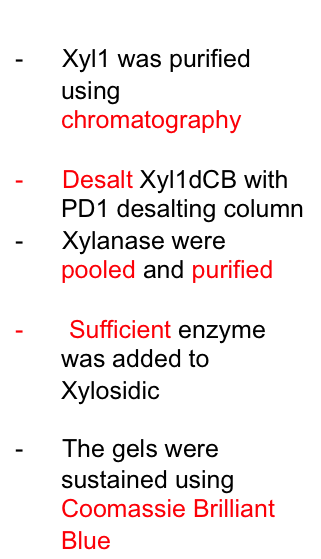 - Xyl1 was purified
using
chromatography
- Desalt Xyl1dCB with
PD1 desalting column
- Xylanase were
pooled and purified
- Sufficient enzyme
was added to
Xylosidic
- The gels were
sustained using
Coomassie Brilliant
Blue